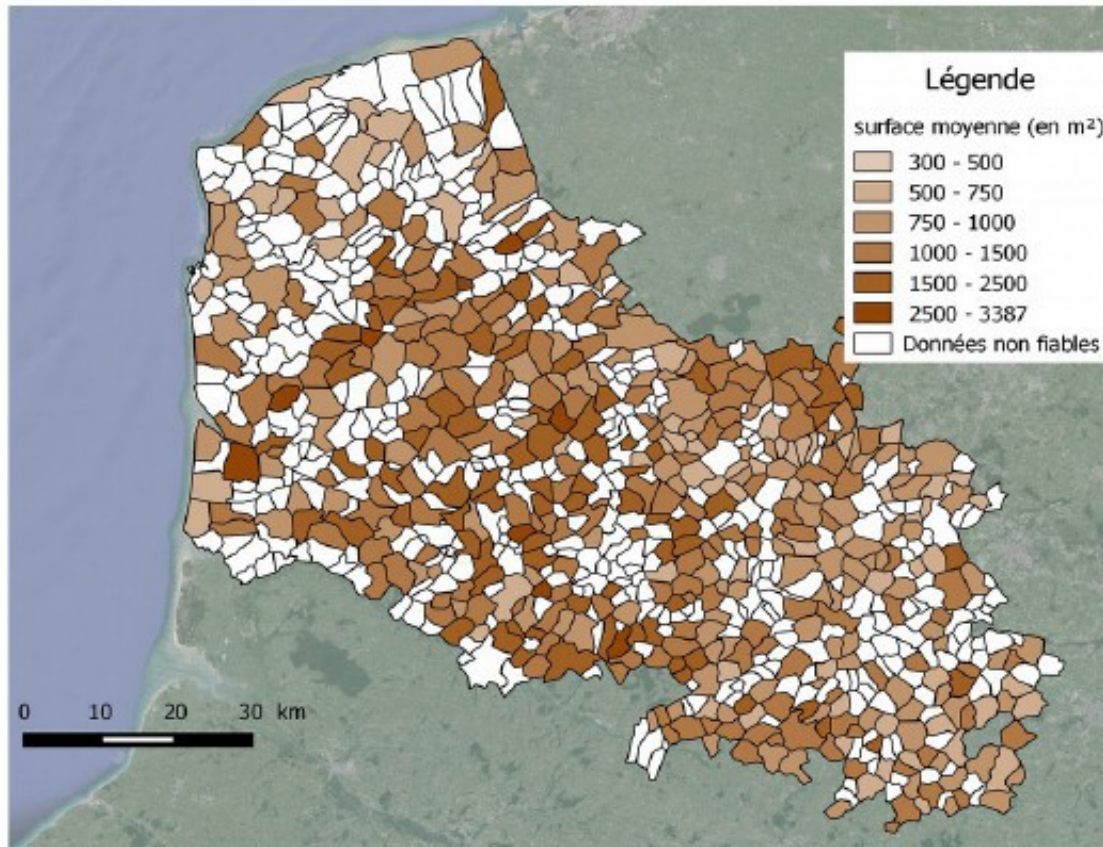 Légende
surface moyenne (en m²)
300 - 500
500 - 750
750 - 1000
1000 - 1500
1500 - 2500
2500 - 3387
Données non fiables
0 10 20 30 km